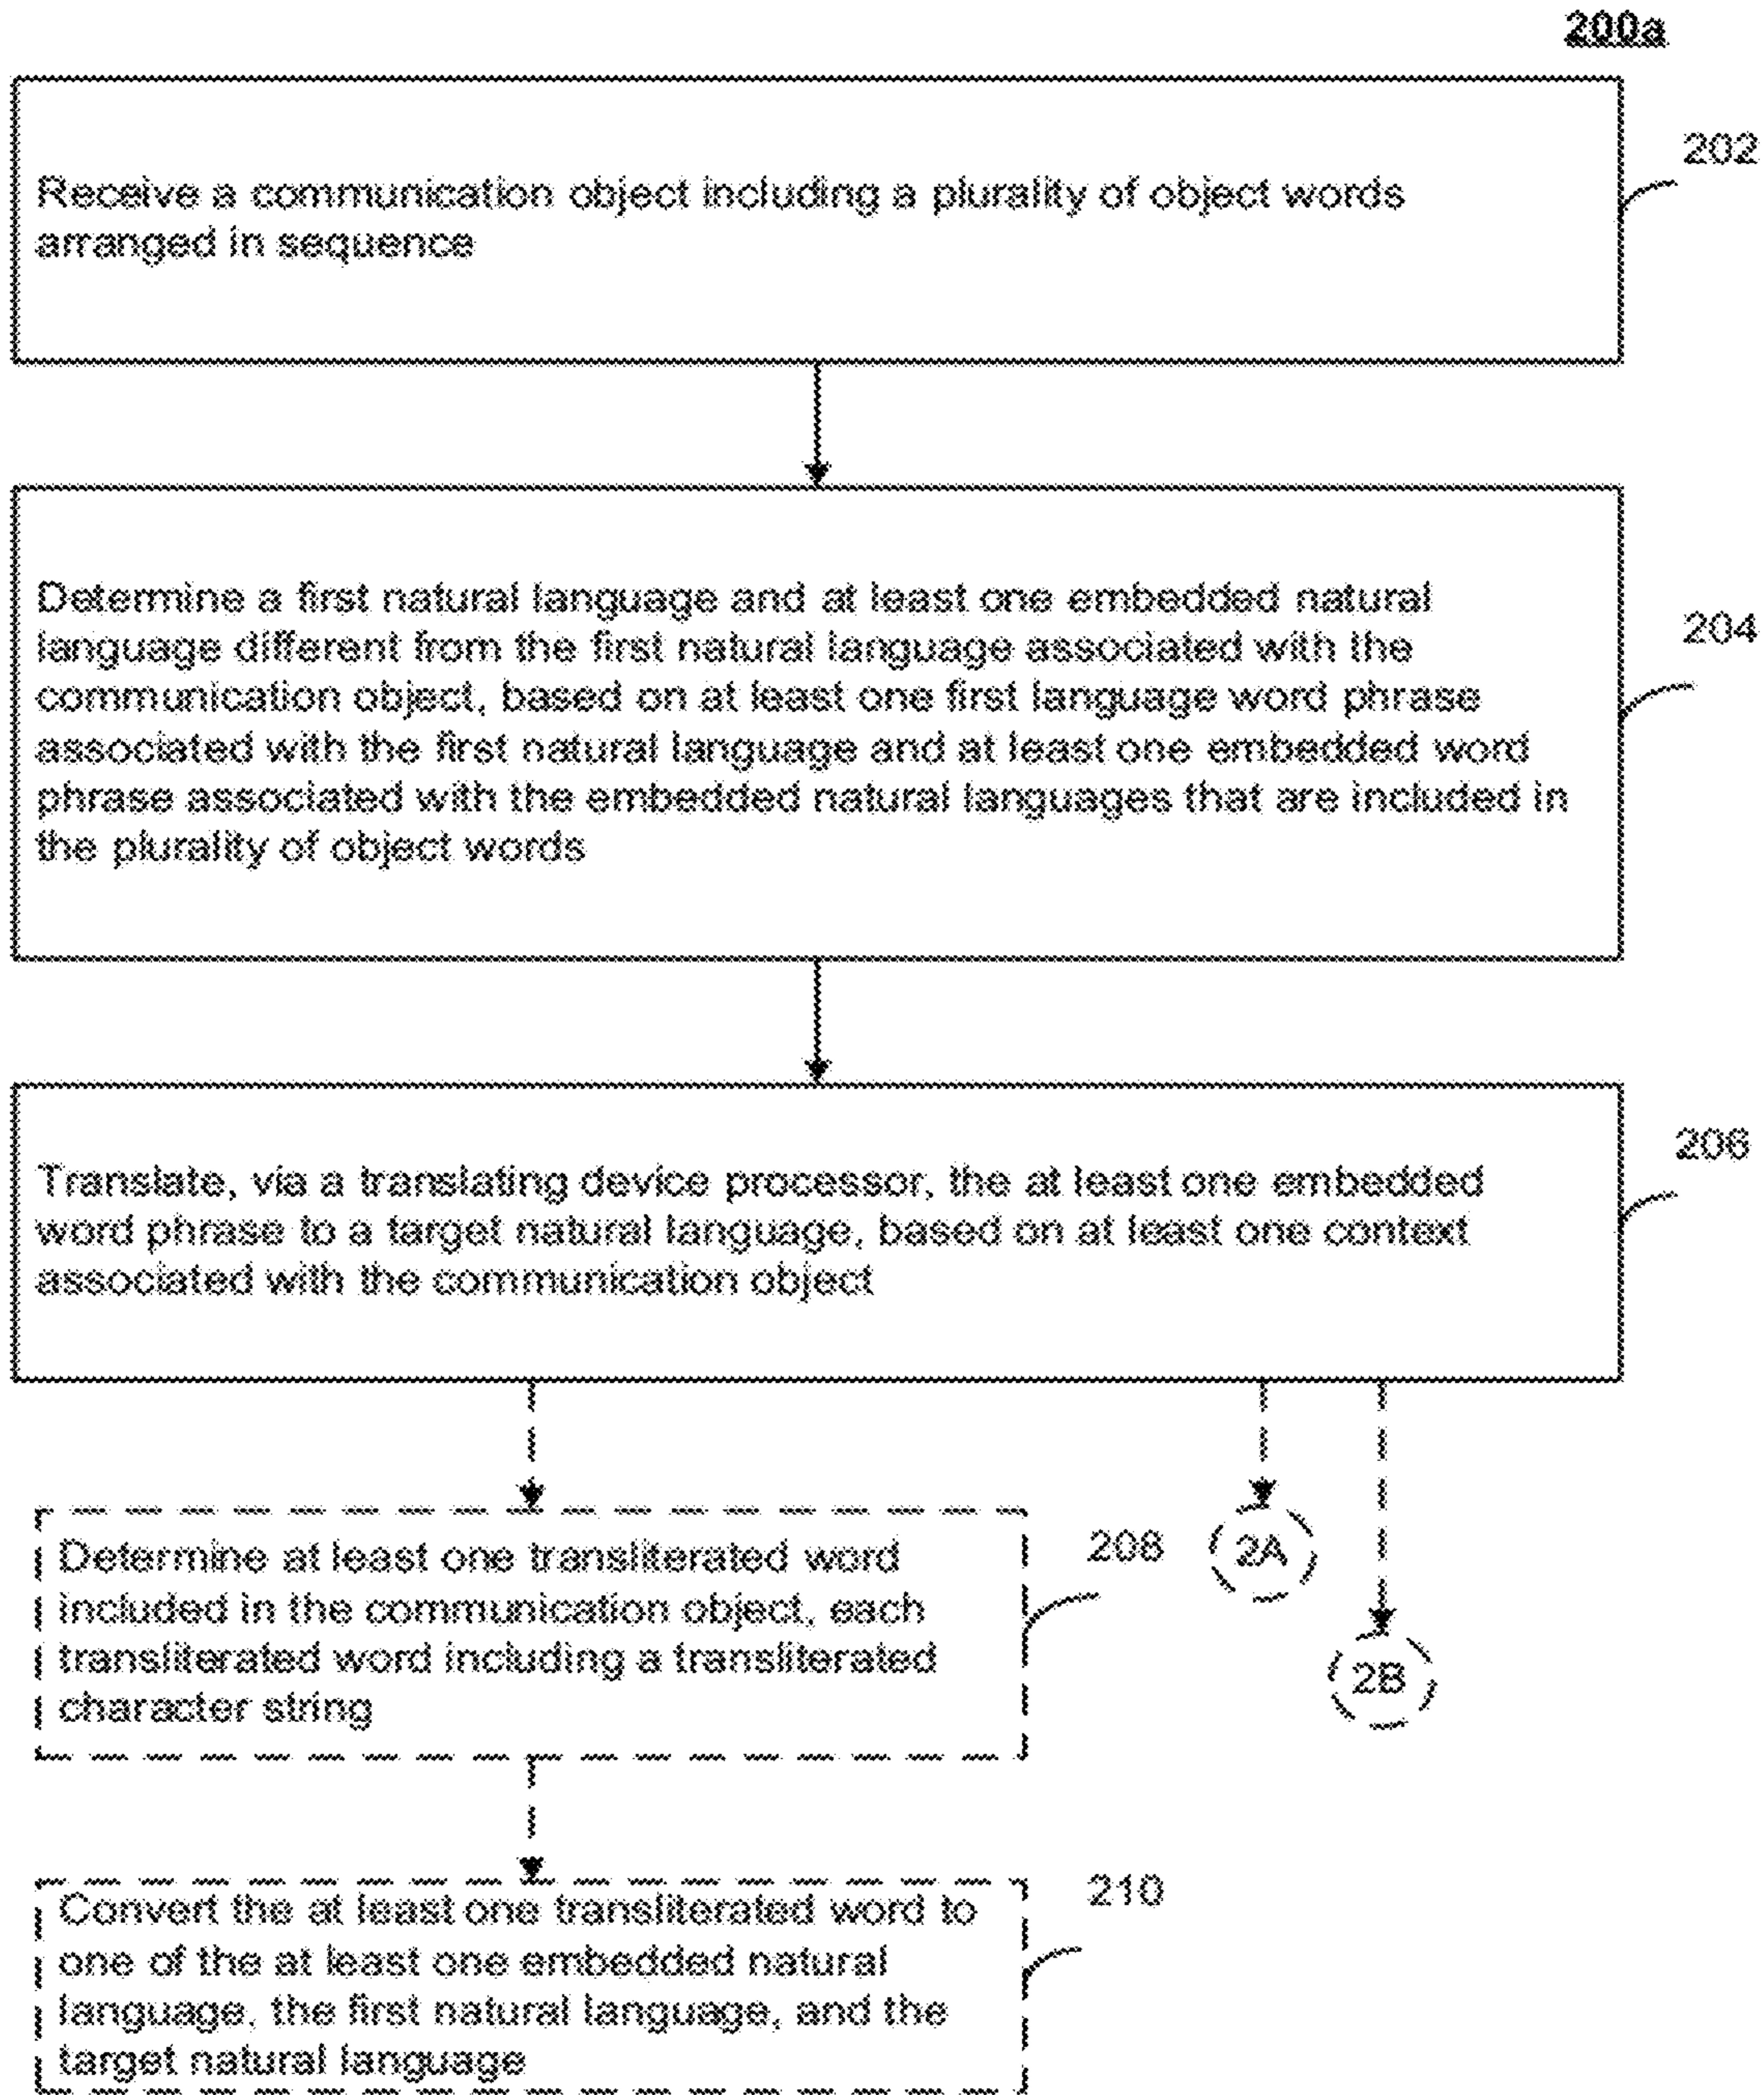 200a
202
Receive a communication object including a plurality of object words
arranged in sequence
204
Determine a first natural language and at least one embedded natural
language different from the first natural language associated with the
communication object, based on at least one first language word phrase
associated with the first natural language and at least one embedded word
phrase associated with the embedded natural languages that are included in
the plurality of object words
206
Translate, via a translating device processor, the at least one embedded
word phrase to a target natural language, based on at least one context
associated with the communication object
208
Determine at least one transliterated word
included in the communication object, each
transliterated word including a transliterated
character string
2A
2B
210
Convert the at least one transliterated word to
one of the at least one embedded natural
language, the first natural language, and the
target natural language